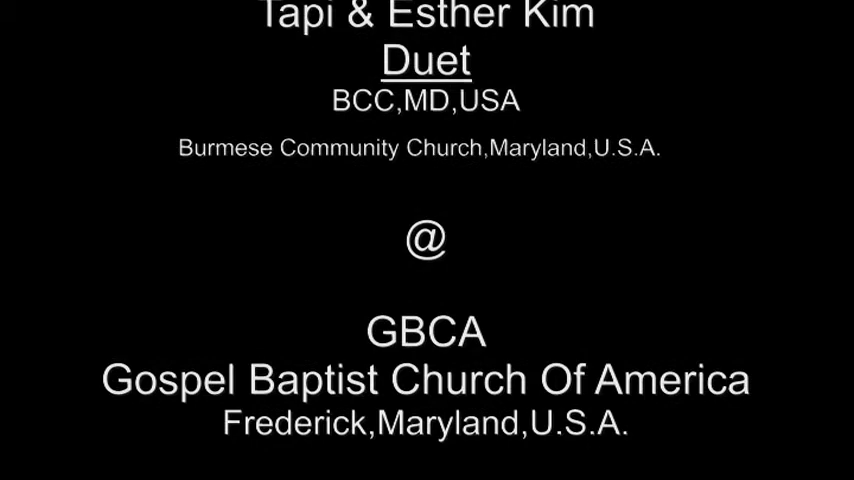 Tapi & Esther Kim
Duet
BCC,MD,USA
Burmese Community Church,Maryland,U.S.A.
@
GBCA
Gospel Baptist Church Of America
Frederick,Maryland,U.S.A.